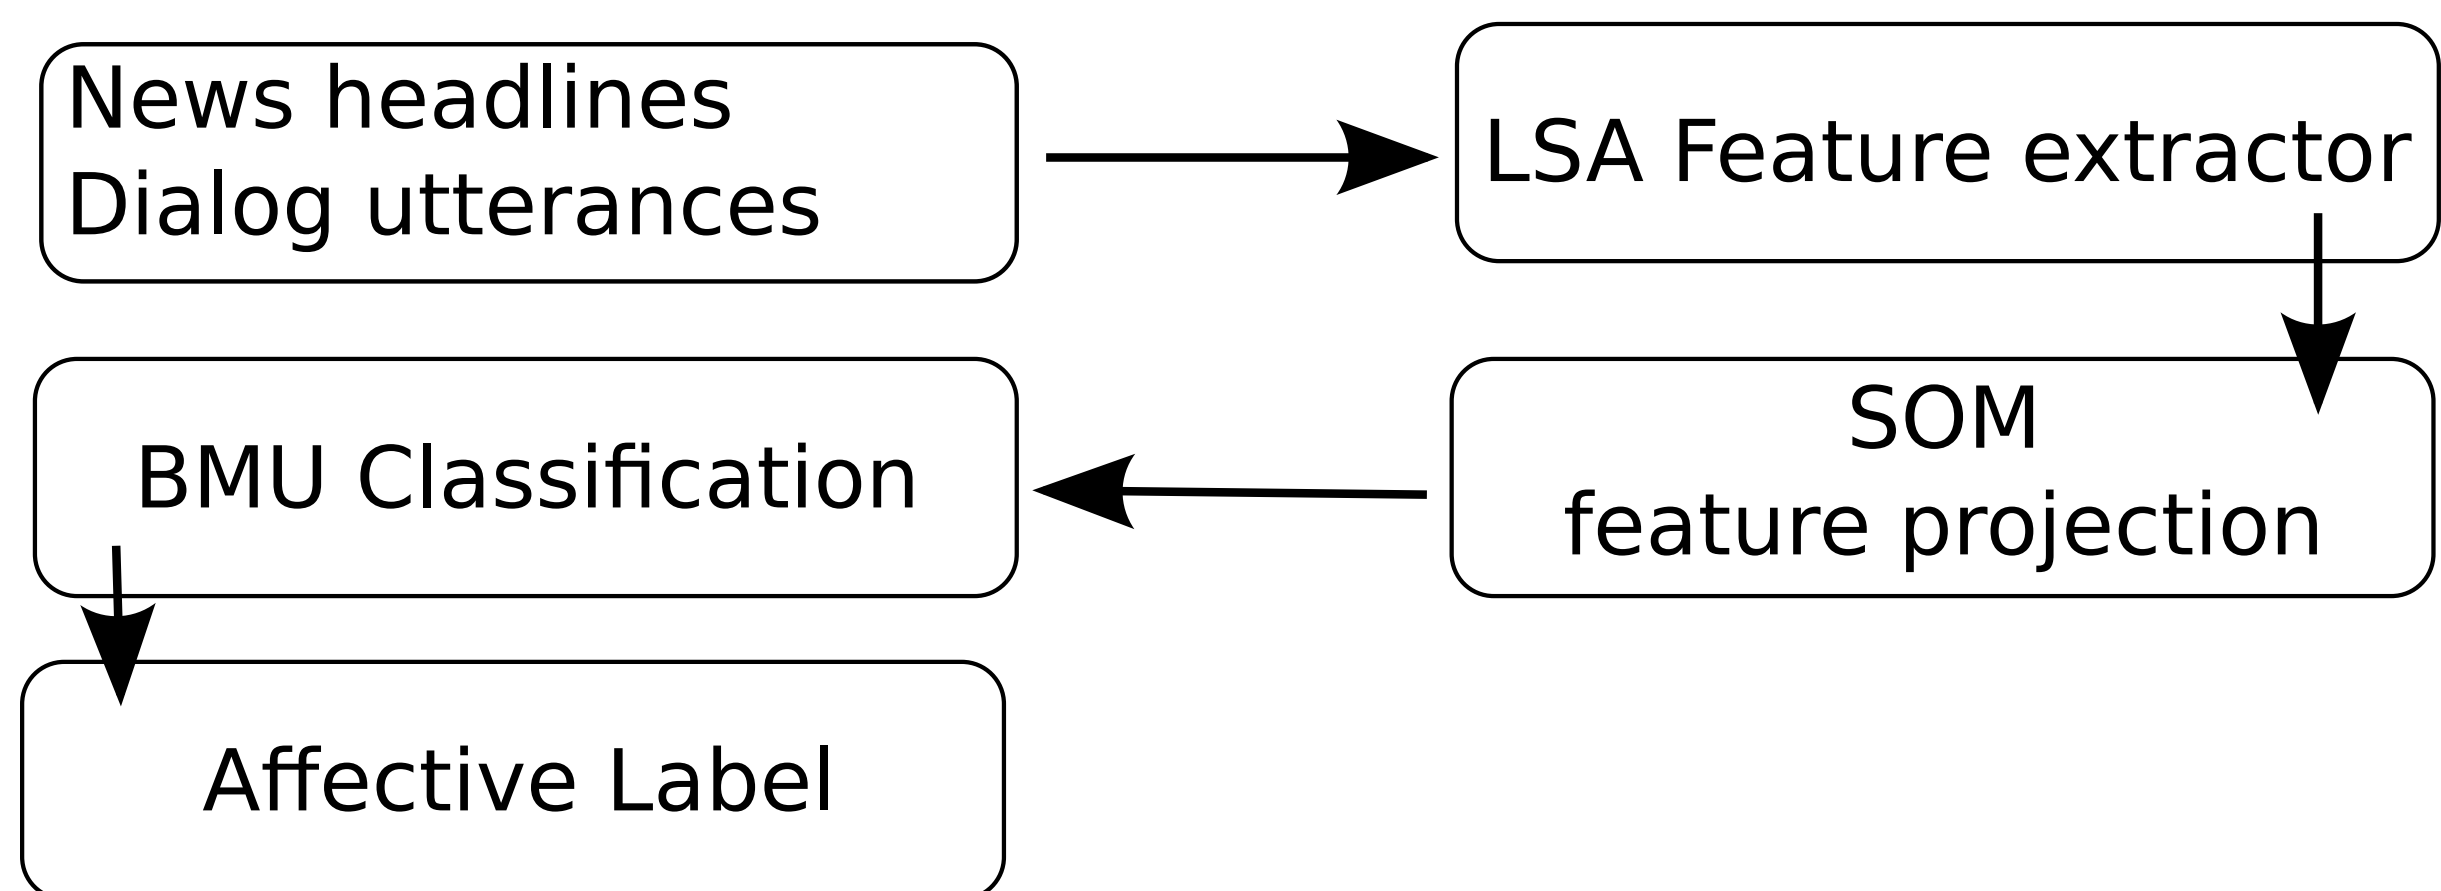 News headlines
Dialog utterances
LSA Feature extractor
SOM
feature projection
BMU Classification
Affective Label